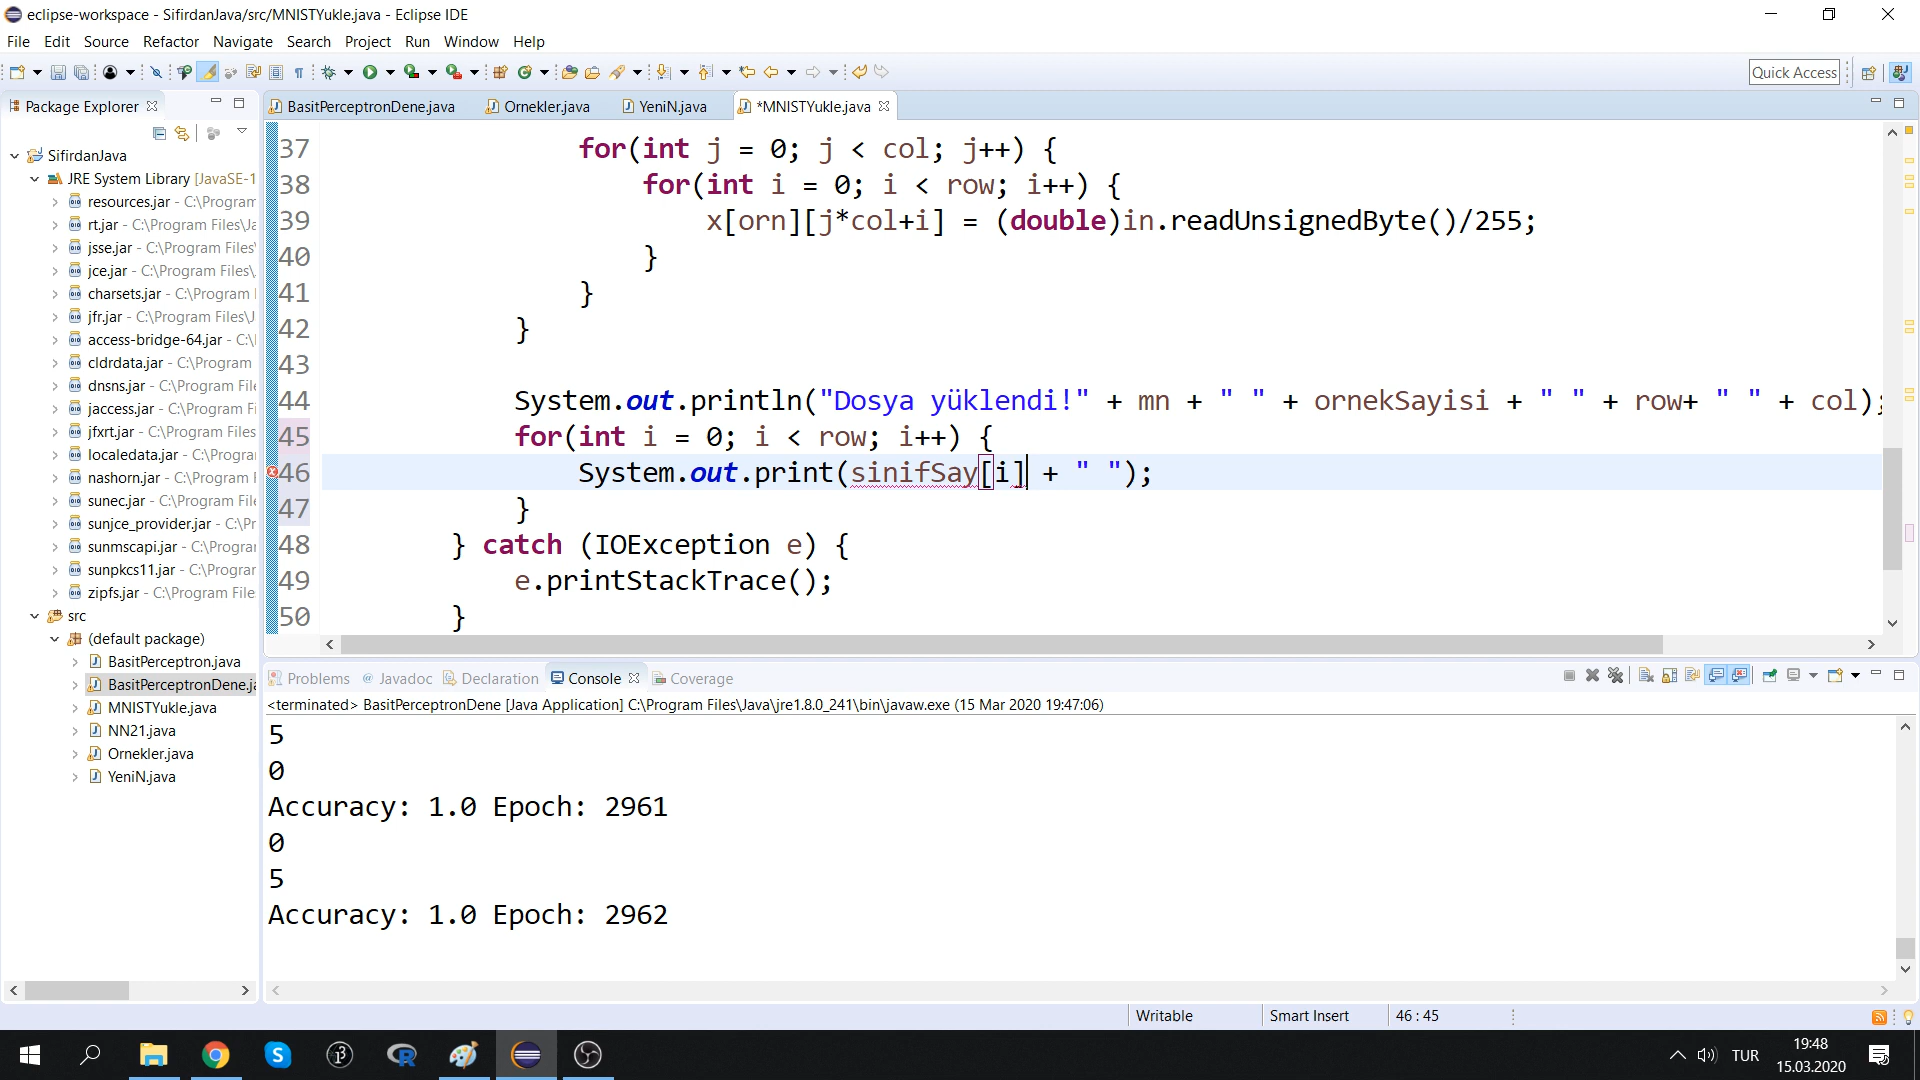 eclipse-workspace - SifirdanJava/src/MNISTYukle.java - Eclipse IDE
File Edit Source Refactor Navigate Search Project Run Window Help
Quick Access
Package Explorer
BasitPerceptronDene.java Ornekler.java YeniN.java *MNISTYukle.java
SifirdanJava
JRE System Library [JavaSE-1
resources.jar - C:\Program
rt.jar - C:\Program Files\Ja
jsse.jar - C:\Program Files\
jce.jar - C:\Program Files\
charsets.jar - C:\Program
jfr.jar - C:\Program Files\J
access-bridge-64.jar - C:\
cldrdata.jar - C:\Program
dnsns.jar - C:\Program File
jaccess.jar - C:\Program Fi
jfxrt.jar - C:\Program Files
localedata.jar - C:\Progra
nashorn.jar - C:\Program
sunec.jar - C:\Program Fil
sunjce_provider.jar - C:\Pr
sunmscapi.jar - C:\Prograr
sunpkcs11.jar - C:\Prograr
zipfs.jar - C:\Program File
src
(default package)
BasitPerceptron.java
BasitPerceptronDene.ja
MNISTYukle.java
NN21.java
Ornekler.java
YeniN.java
37 for(int j = 0; j < col; j++) {
38 for(int i = 0; i < row; i++) {
39 x[orn][j*col+i] = (double)in.readUnsignedByte()/255;
40 }
41 }
42 }
43
44 System.out.println("Dosya yüklendi!" + mn + " " + ornekSayisi + " " + row+ " " + col);
45 for(int i = 0; i < row; i++) {
46 System.out.print(sinifSay[i] + " ");
47 }
48 } catch (IOException e) {
49 e.printStackTrace();
50 }
Problems @ Javadoc Declaration Console Coverage
<terminated> BasitPerceptronDene [Java Application] C:\Program Files\Java\jre1.8.0_241\bin\javaw.exe (15 Mar 2020 19:47:06)
5
0
Accuracy: 1.0 Epoch: 2961
0
5
Accuracy: 1.0 Epoch: 2962
Writable Smart Insert 46 : 45
TUR
19:48
15.03.2020